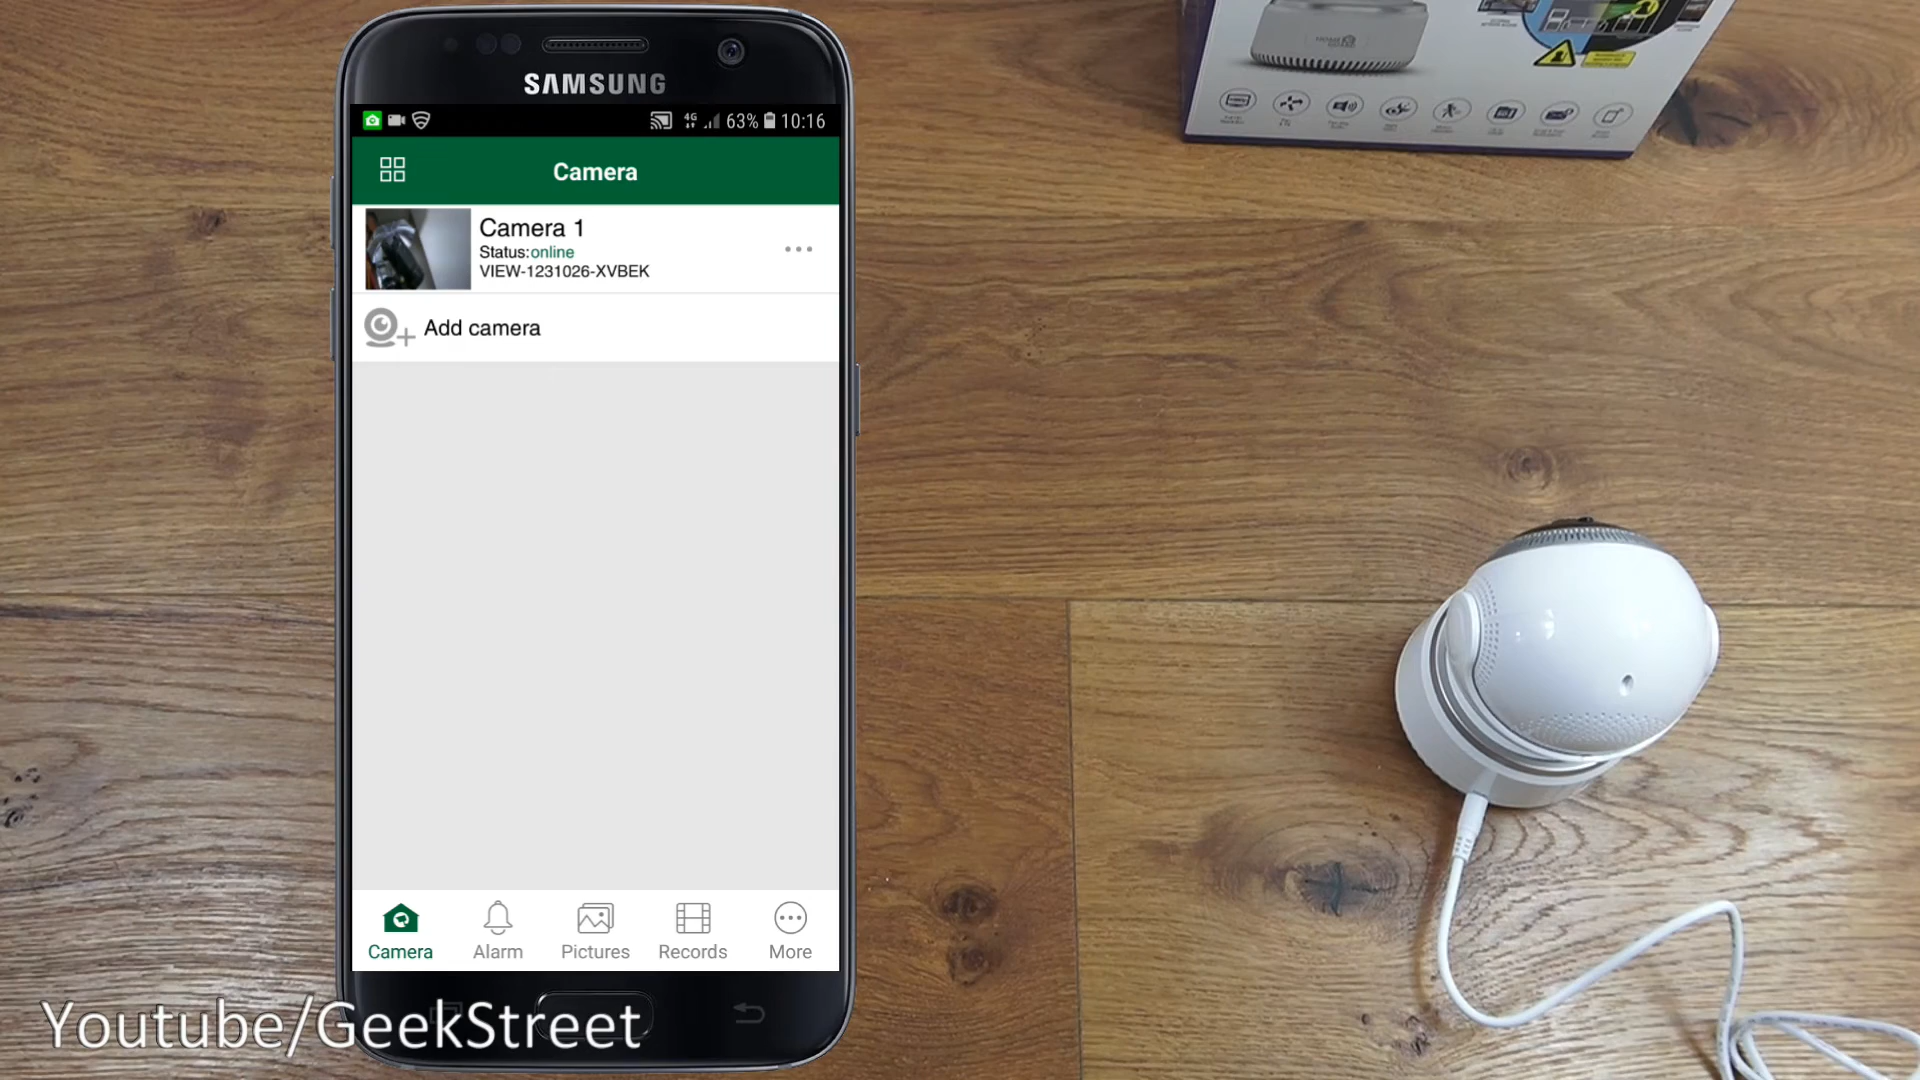 SAMSUNG
4G 63% 10:16
Camera
Camera 1
Status:online
VIEW-1231026-XVBEK
Add camera
Camera Alarm Pictures Records More
Youtube/GeekStreet